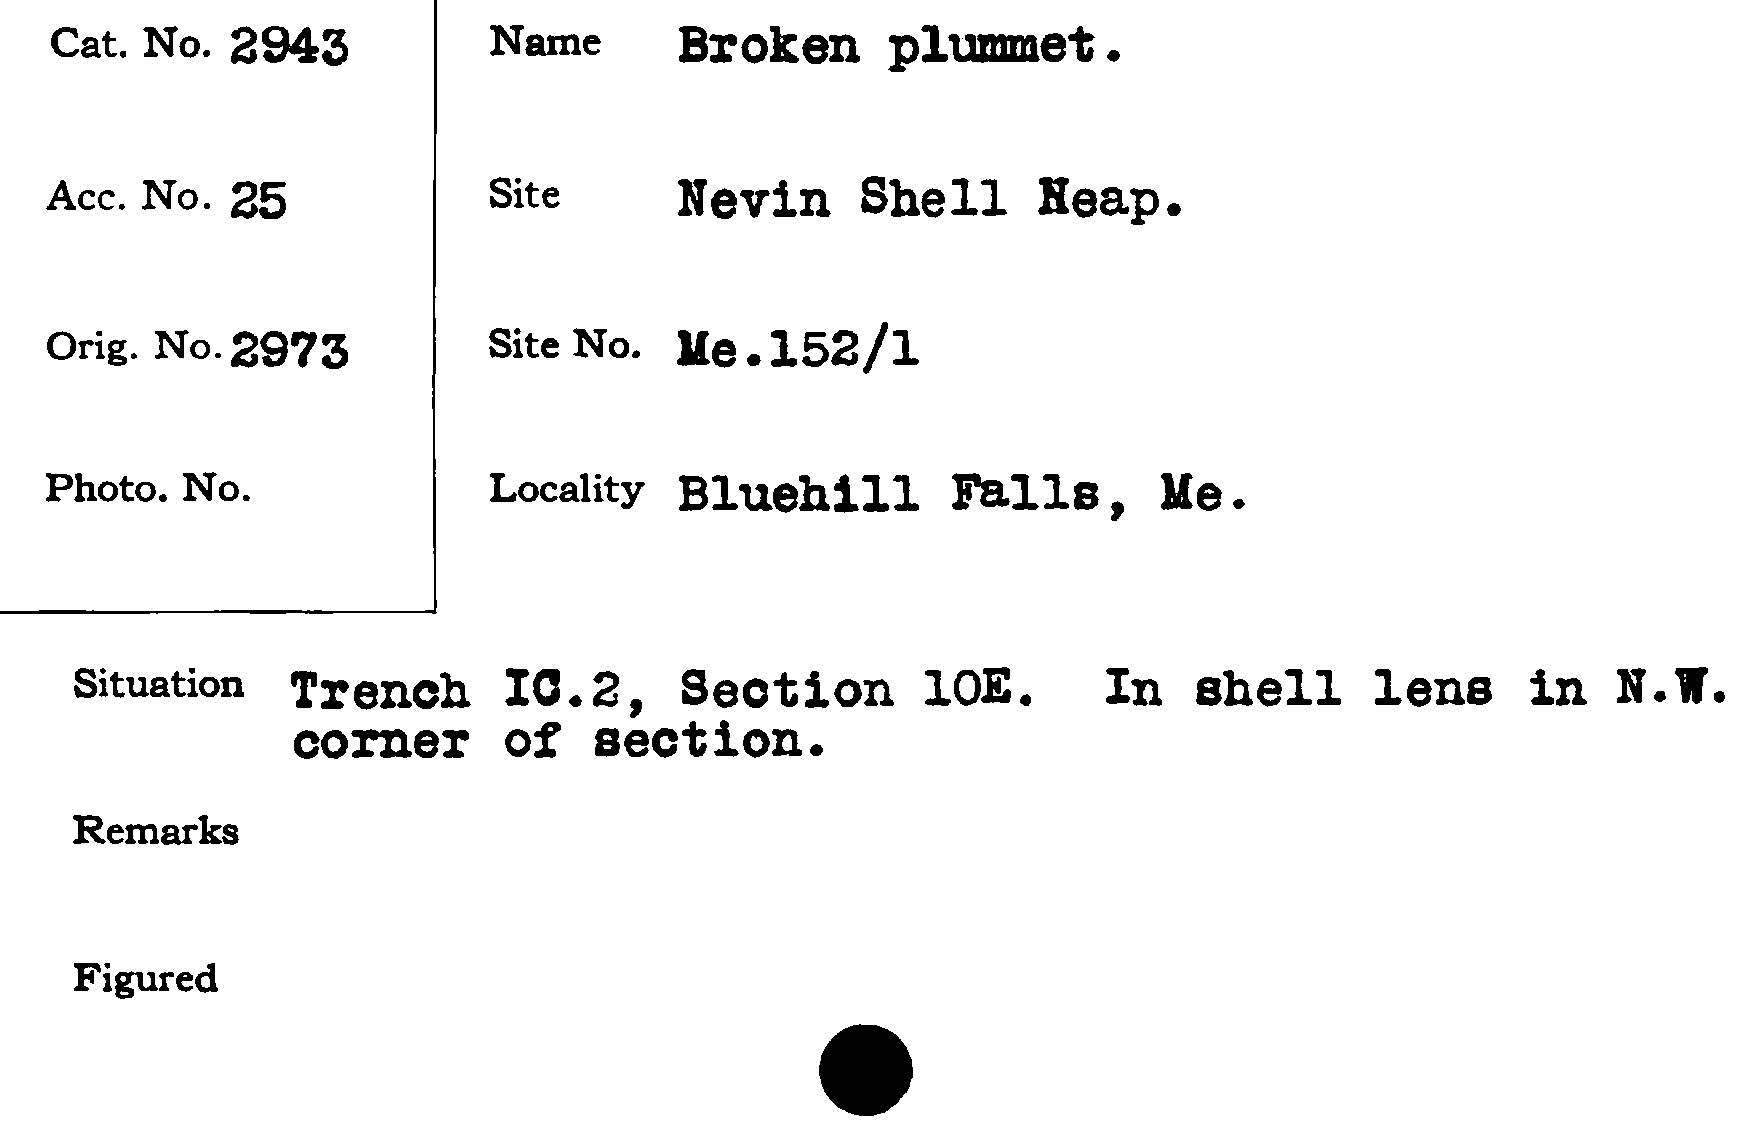 Cat. No. 2943
Name Broken plummet.
Acc. No. 25
Site Nevin Shell Heap.
Orig. No. 2973
Site No. Me.152/1
Photo. No.
Locality Bluehill Falls, Me.
Situation Trench IC.2, Section 10E. In shell lens in N.W.
corner of section.
Remarks
Figured